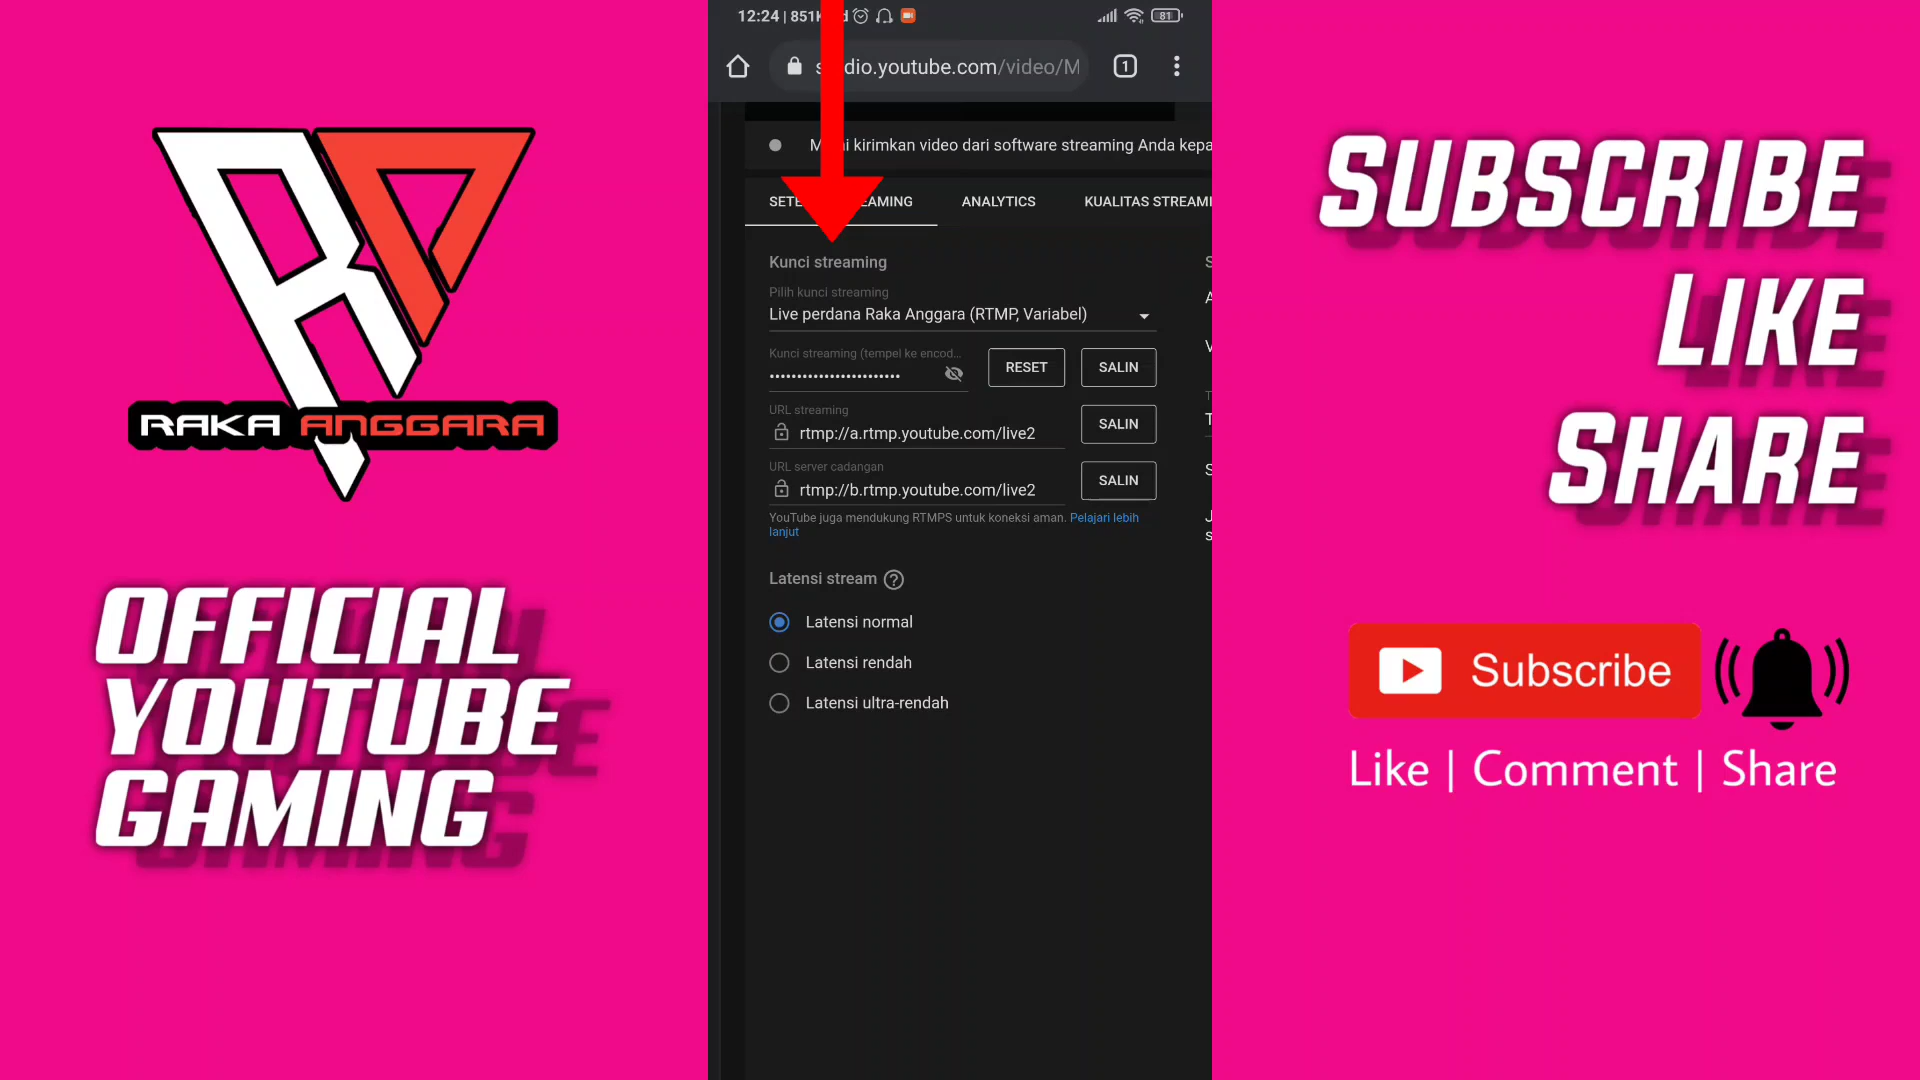 RAKA ANGGARA
OFFICIAL
YOUTUBE
GAMING
12:24 | 851K
81
dio.youtube.com/video/M
1
kirimkan video dari software streaming Anda kepa
ANALYTICS
KUALITAS STREAMI
Kunci streaming
Pilih kunci streaming
Live perdana Raka Anggara (RTMP, Variabel)
Kunci streaming (tempel ke encod...
RESET
SALIN
URL streaming
rtmp://a.rtmp.youtube.com/live2
SALIN
URL server cadangan
rtmp://b.rtmp.youtube.com/live2
SALIN
YouTube juga mendukung RTMPS untuk koneksi aman. Pelajari lebih
lanjut
Latensi stream
Latensi normal
Latensi rendah
Latensi ultra-rendah
SUBSCRIBE
LIKE
SHARE
Subscribe
Like | Comment | Share